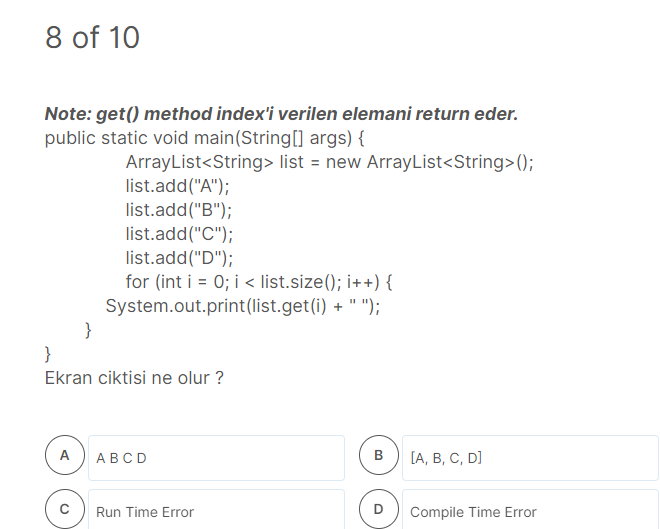 8 of 10
Note: get() method index'i verilen elemani return eder.
public static void main(String[] args) {
ArrayList<String> list = new ArrayList<String>();
list.add("A");
list.add("B");
list.add("C");
list.add("D");
for (int i = 0; i < list.size(); i++) {
System.out.print(list.get(i) + " ");
}
}
Ekran ciktisi ne olur ?
A A B C D
B [A, B, C, D]
C Run Time Error
D Compile Time Error